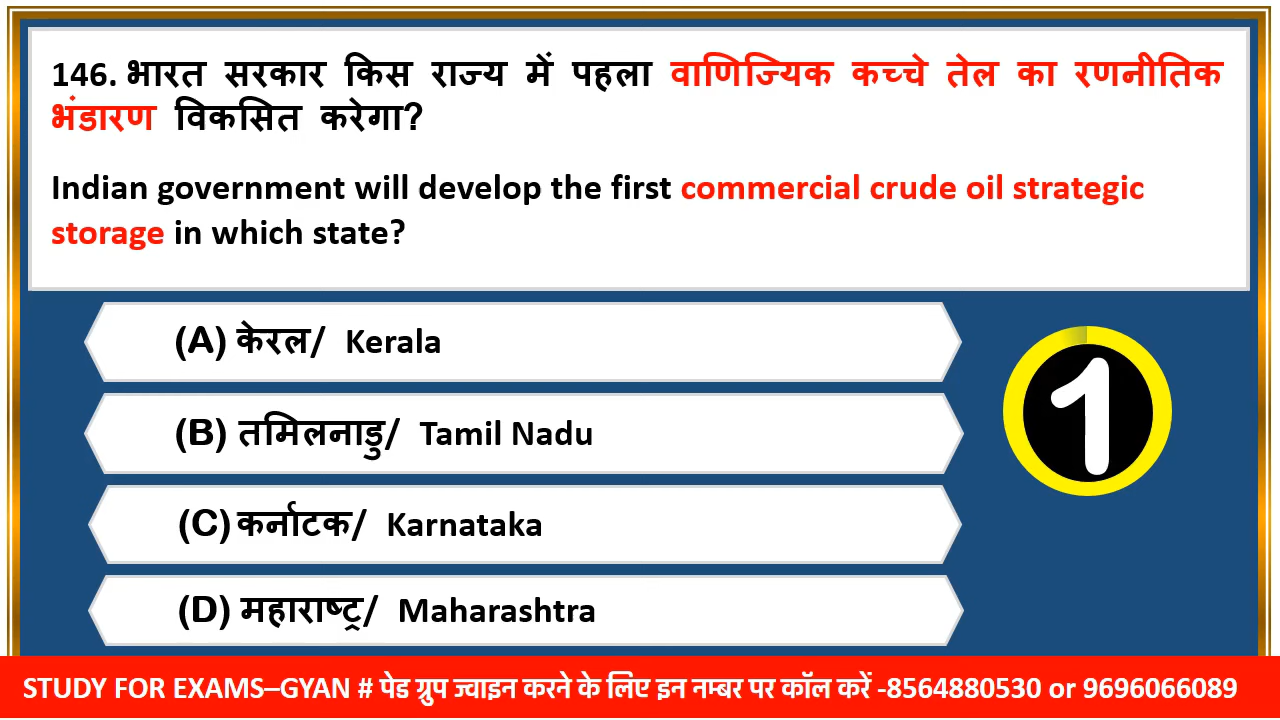 146. भारत सरकार किस राज्य में पहला वाणिज्यिक कच्चे तेल का रणनीतिक
भंडारण विकसित करेगा?
Indian government will develop the first commercial crude oil strategic
storage in which state?
(A) केरल/ Kerala
(B) तमिलनाडु/ Tamil Nadu
(C) कर्नाटक/ Karnataka
(D) महाराष्ट्र/ Maharashtra
1
STUDY FOR EXAMS–GYAN # पेड ग्रुप ज्वाइन करने के लिए इन नम्बर पर कॉल करें -8564880530 or 9696066089